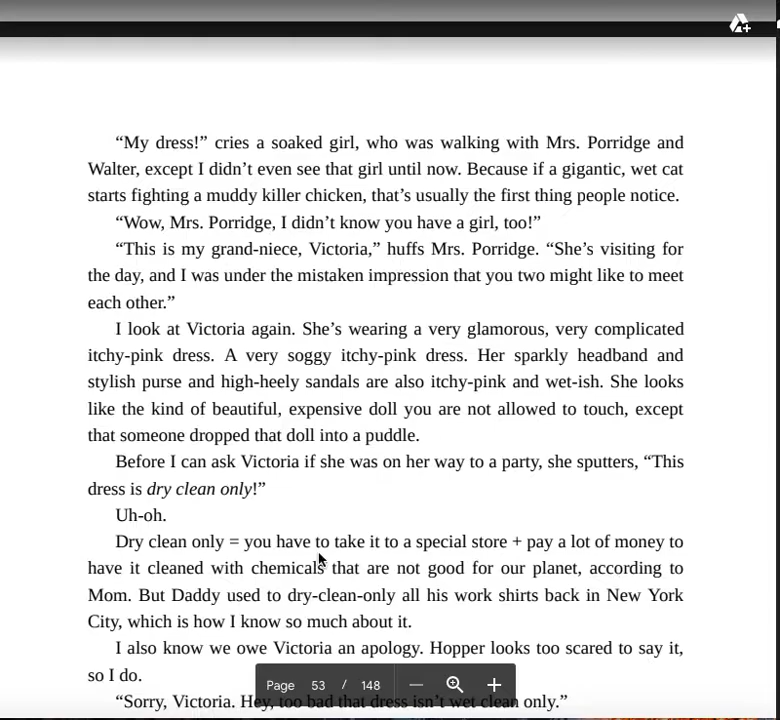 “My dress!” cries a soaked girl, who was walking with Mrs. Porridge and
Walter, except I didn’t even see that girl until now. Because if a gigantic, wet cat
starts fighting a muddy killer chicken, that’s usually the first thing people notice.
“Wow, Mrs. Porridge, I didn’t know you have a girl, too!”
“This is my grand-niece, Victoria,” huffs Mrs. Porridge. “She’s visiting for
the day, and I was under the mistaken impression that you two might like to meet
each other.”
I look at Victoria again. She’s wearing a very glamorous, very complicated
itchy-pink dress. A very soggy itchy-pink dress. Her sparkly headband and
stylish purse and high-heely sandals are also itchy-pink and wet-ish. She looks
like the kind of beautiful, expensive doll you are not allowed to touch, except
that someone dropped that doll into a puddle.
Before I can ask Victoria if she was on her way to a party, she sputters, “This
dress is dry clean only!”
Uh-oh.
Dry clean only = you have to take it to a special store + pay a lot of money to
have it cleaned with chemicals that are not good for our planet, according to
Mom. But Daddy used to dry-clean-only all his work shirts back in New York
City, which is how I know so much about it.
I also know we owe Victoria an apology. Hopper looks too scared to say it,
so I do.
Page 53 / 148
“Sorry, Victoria. Hey, too bad that dress isn’t wet clean only.”